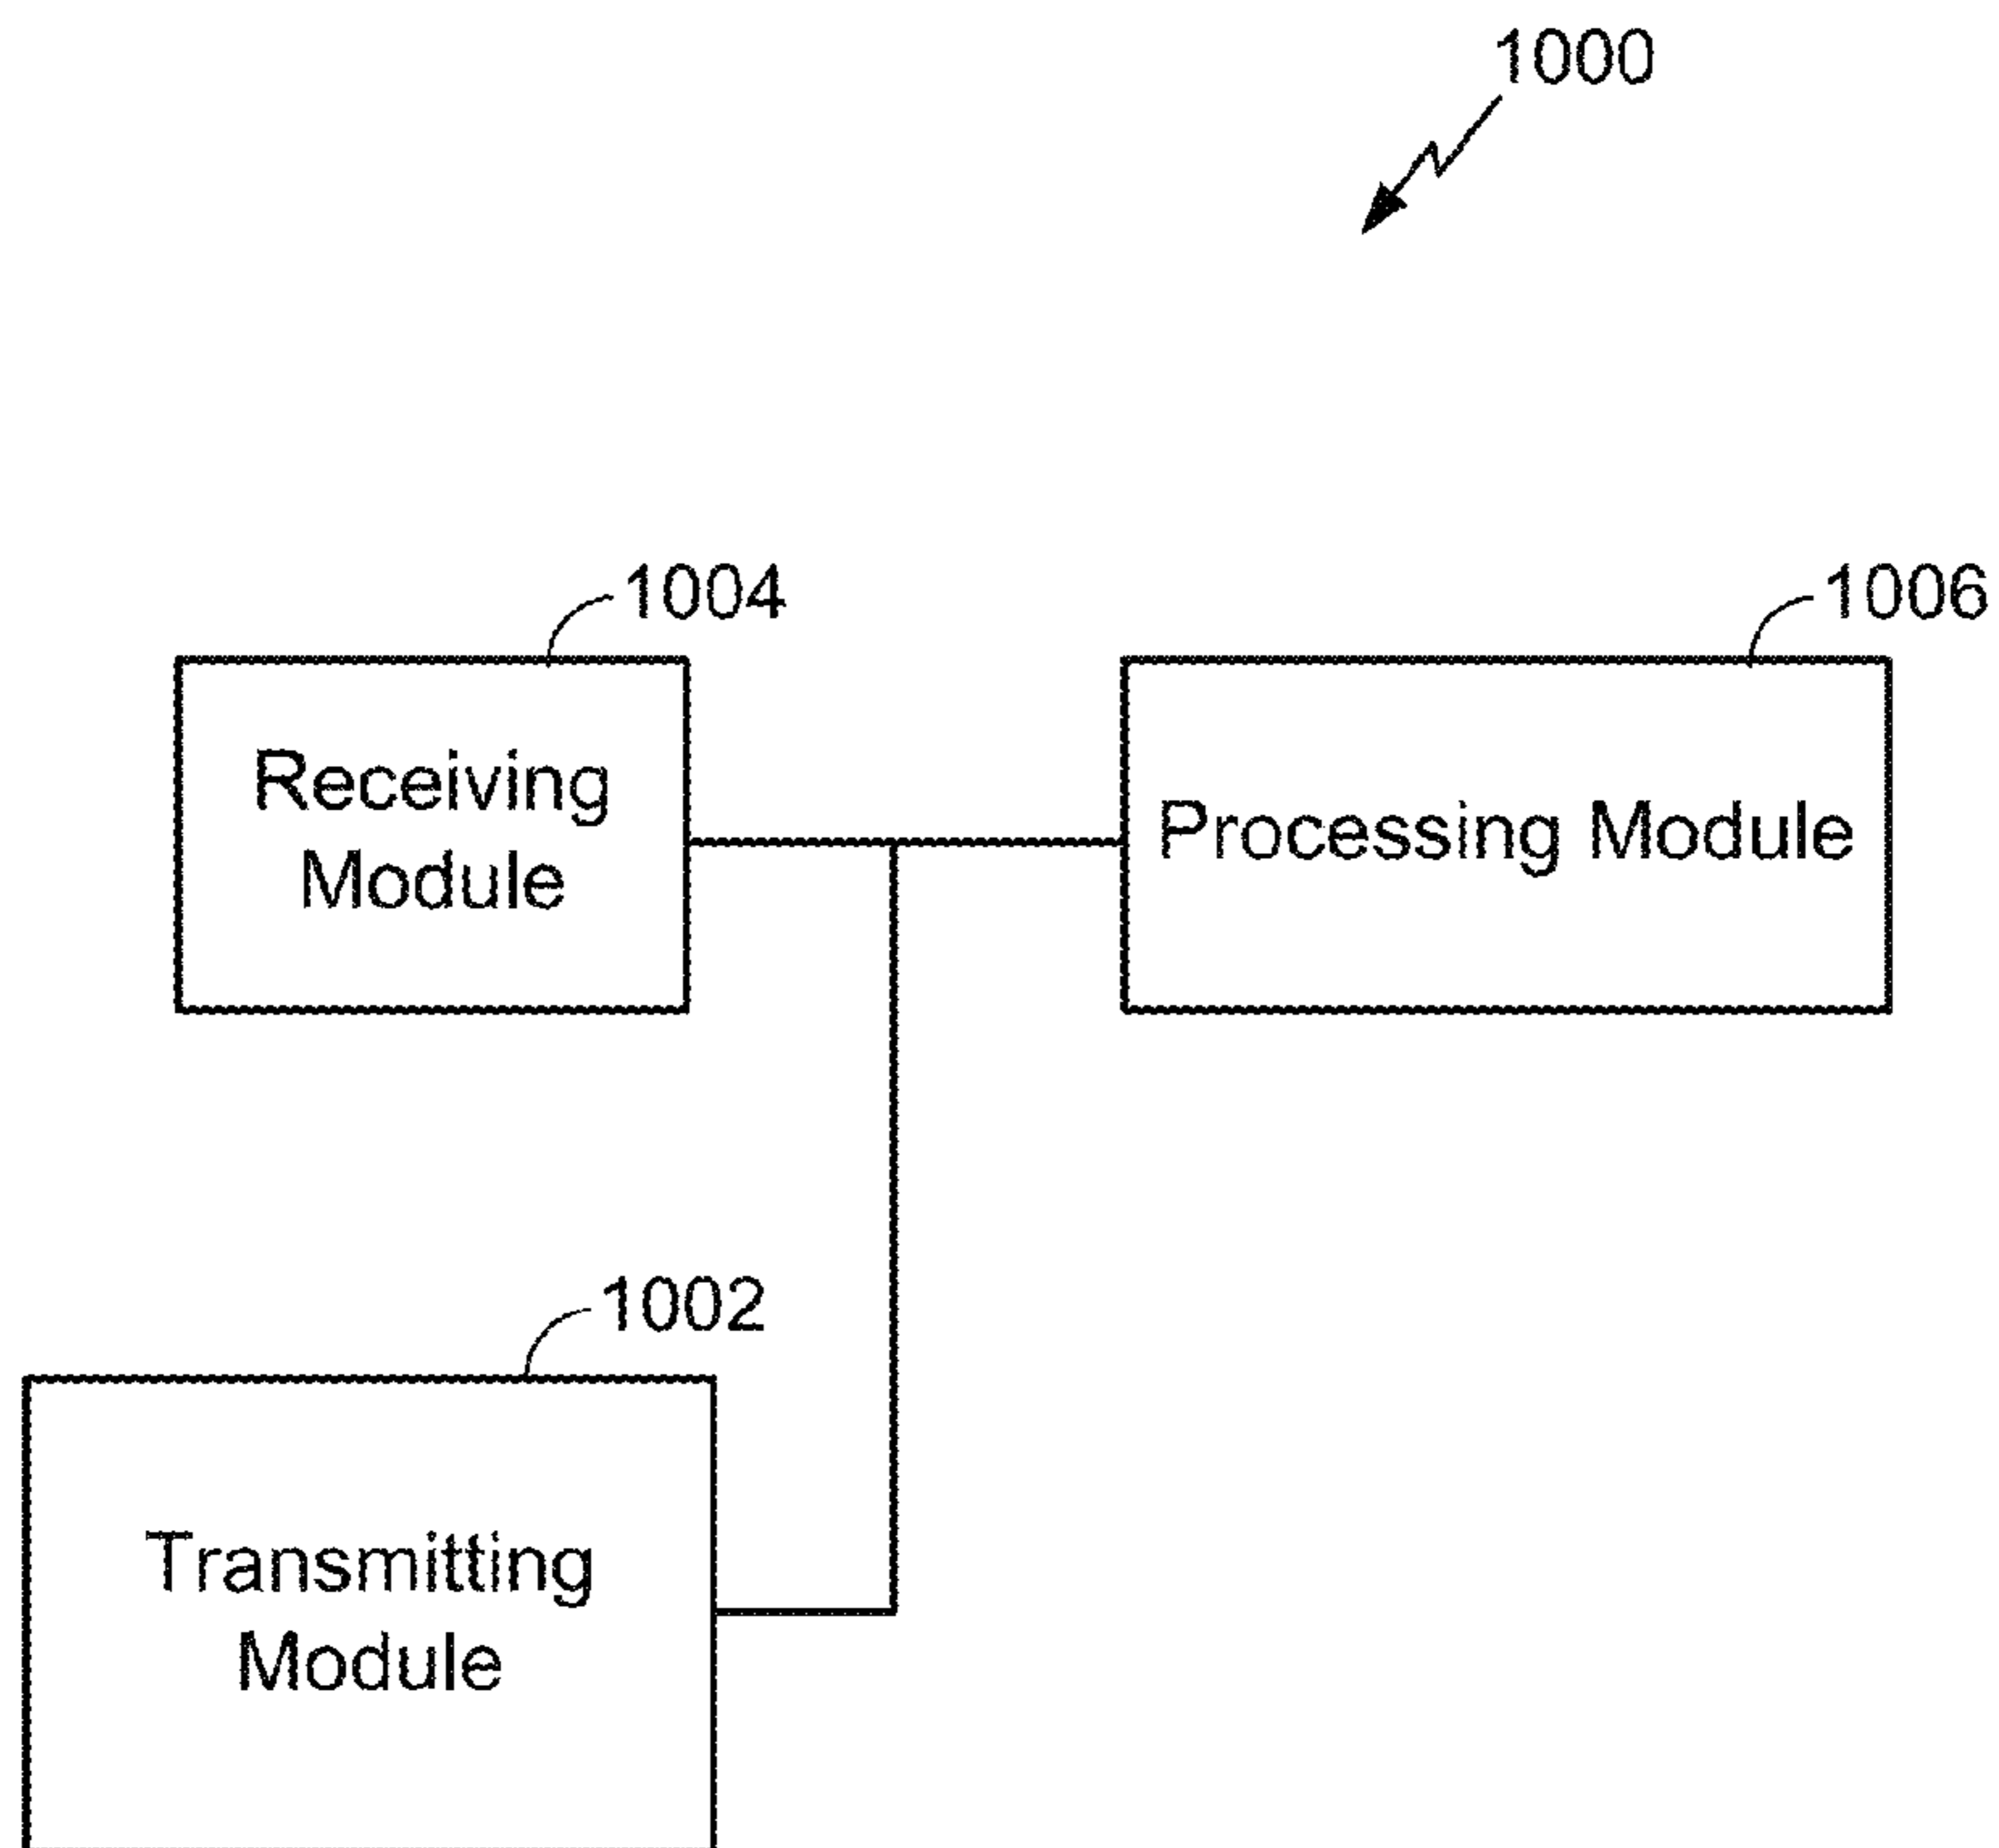 1000
1004
1006
Receiving
Module
Processing Module
1002
Transmitting
Module